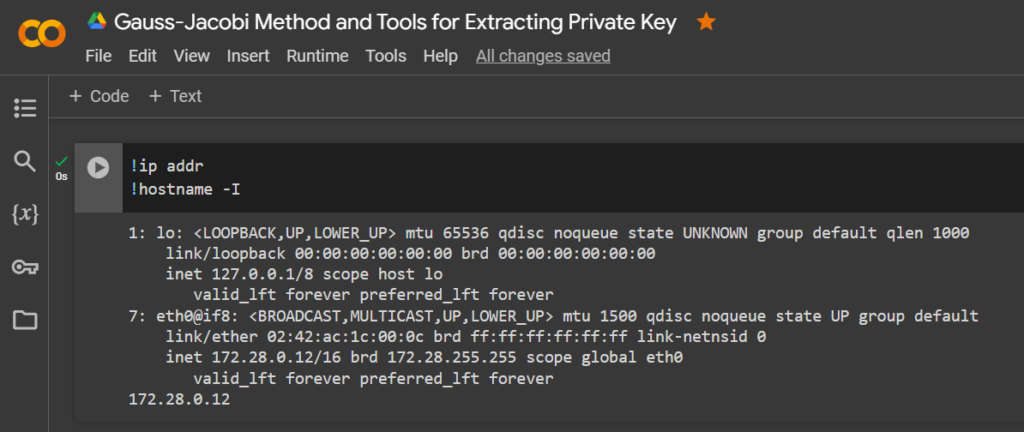 Gauss-Jacobi Method and Tools for Extracting Private Key
File Edit View Insert Runtime Tools Help All changes saved
+ Code + Text
0s
!ip addr
!hostname -I
1: lo: <LOOPBACK,UP,LOWER_UP> mtu 65536 qdisc noqueue state UNKNOWN group default qlen 1000
    link/loopback 00:00:00:00:00:00 brd 00:00:00:00:00:00
    inet 127.0.0.1/8 scope host lo
       valid_lft forever preferred_lft forever
7: eth0@if8: <BROADCAST,MULTICAST,UP,LOWER_UP> mtu 1500 qdisc noqueue state UP group default
    link/ether 02:42:ac:1c:00:0c brd ff:ff:ff:ff:ff:ff link-netnsid 0
    inet 172.28.0.12/16 brd 172.28.255.255 scope global eth0
       valid_lft forever preferred_lft forever
172.28.0.12
{x}